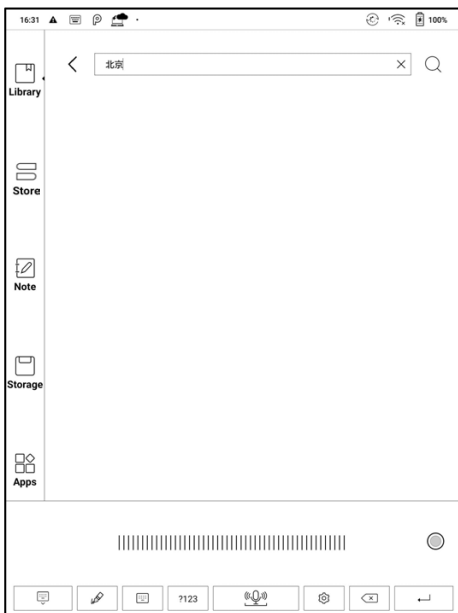 16:31
100%
北京
Library
Store
Note
Storage
Apps
?123